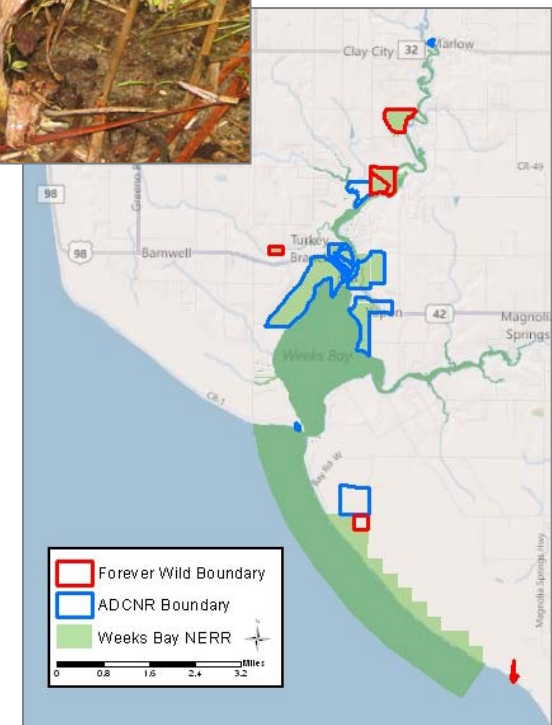 Clay City 32 Marlow
CR-49
98
Greeno R
Turkey
98 Barnwell
Bra
42
Magnolia
Springs
Weeks Bay
CR-1
Bay Rd W
Magnolia Springs Hwy
Forever Wild Boundary
ADCNR Boundary
Weeks Bay NERR
N
Miles
0 0.8 1.6 2.4 3.2